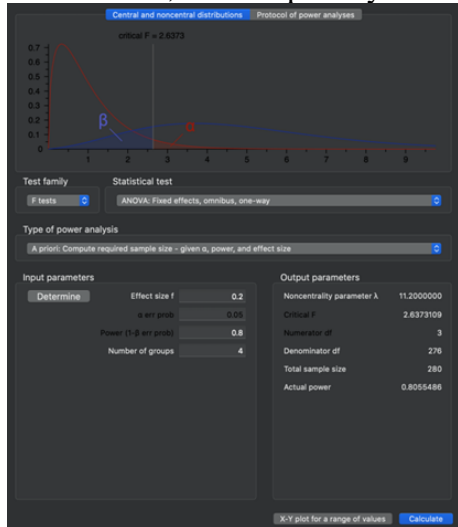 Central and noncentral distributions Protocol of power analyses
critical F = 2.6373
0.7
0.6
0.5
0.4
0.3
0.2
0.1
0
β
α
1 2 3 4 5 6 7 8 9
Test family Statistical test
F tests ANOVA: Fixed effects, omnibus, one-way
Type of power analysis
A priori: Compute required sample size - given α, power, and effect size
Input parameters Output parameters
Determine Effect size f 0.2 Noncentrality parameter λ 11.2000000
α err prob 0.05 Critical F 2.6373109
Power (1-β err prob) 0.8 Numerator df 3
Number of groups 4 Denominator df 276
Total sample size 280
Actual power 0.8055486
X-Y plot for a range of values Calculate